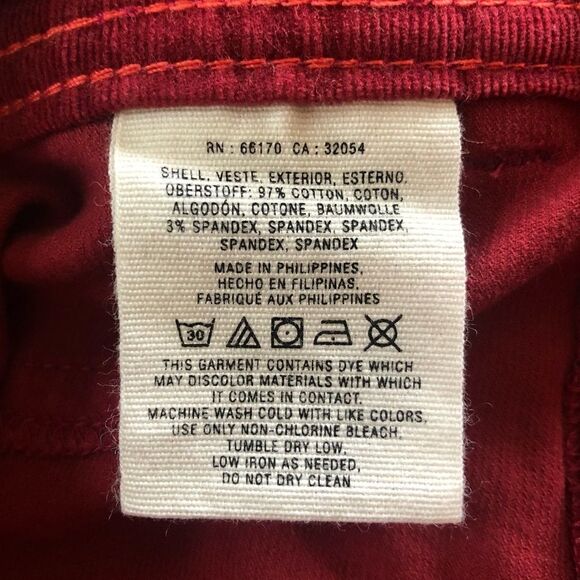 RN : 66170 CA : 32054
SHELL, VESTE, EXTERIOR, ESTERNO,
OBERSTOFF: 97% COTTON, COTON,
ALGODÓN, COTONE, BAUMWOLLE
3% SPANDEX, SPANDEX, SPANDEX,
SPANDEX, SPANDEX
MADE IN PHILIPPINES,
HECHO EN FILIPINAS,
FABRIQUÉ AUX PHILIPPINES
30
THIS GARMENT CONTAINS DYE WHICH
MAY DISCOLOR MATERIALS WITH WHICH
IT COMES IN CONTACT.
MACHINE WASH COLD WITH LIKE COLORS,
USE ONLY NON-CHLORINE BLEACH,
TUMBLE DRY LOW,
LOW IRON AS NEEDED,
DO NOT DRY CLEAN